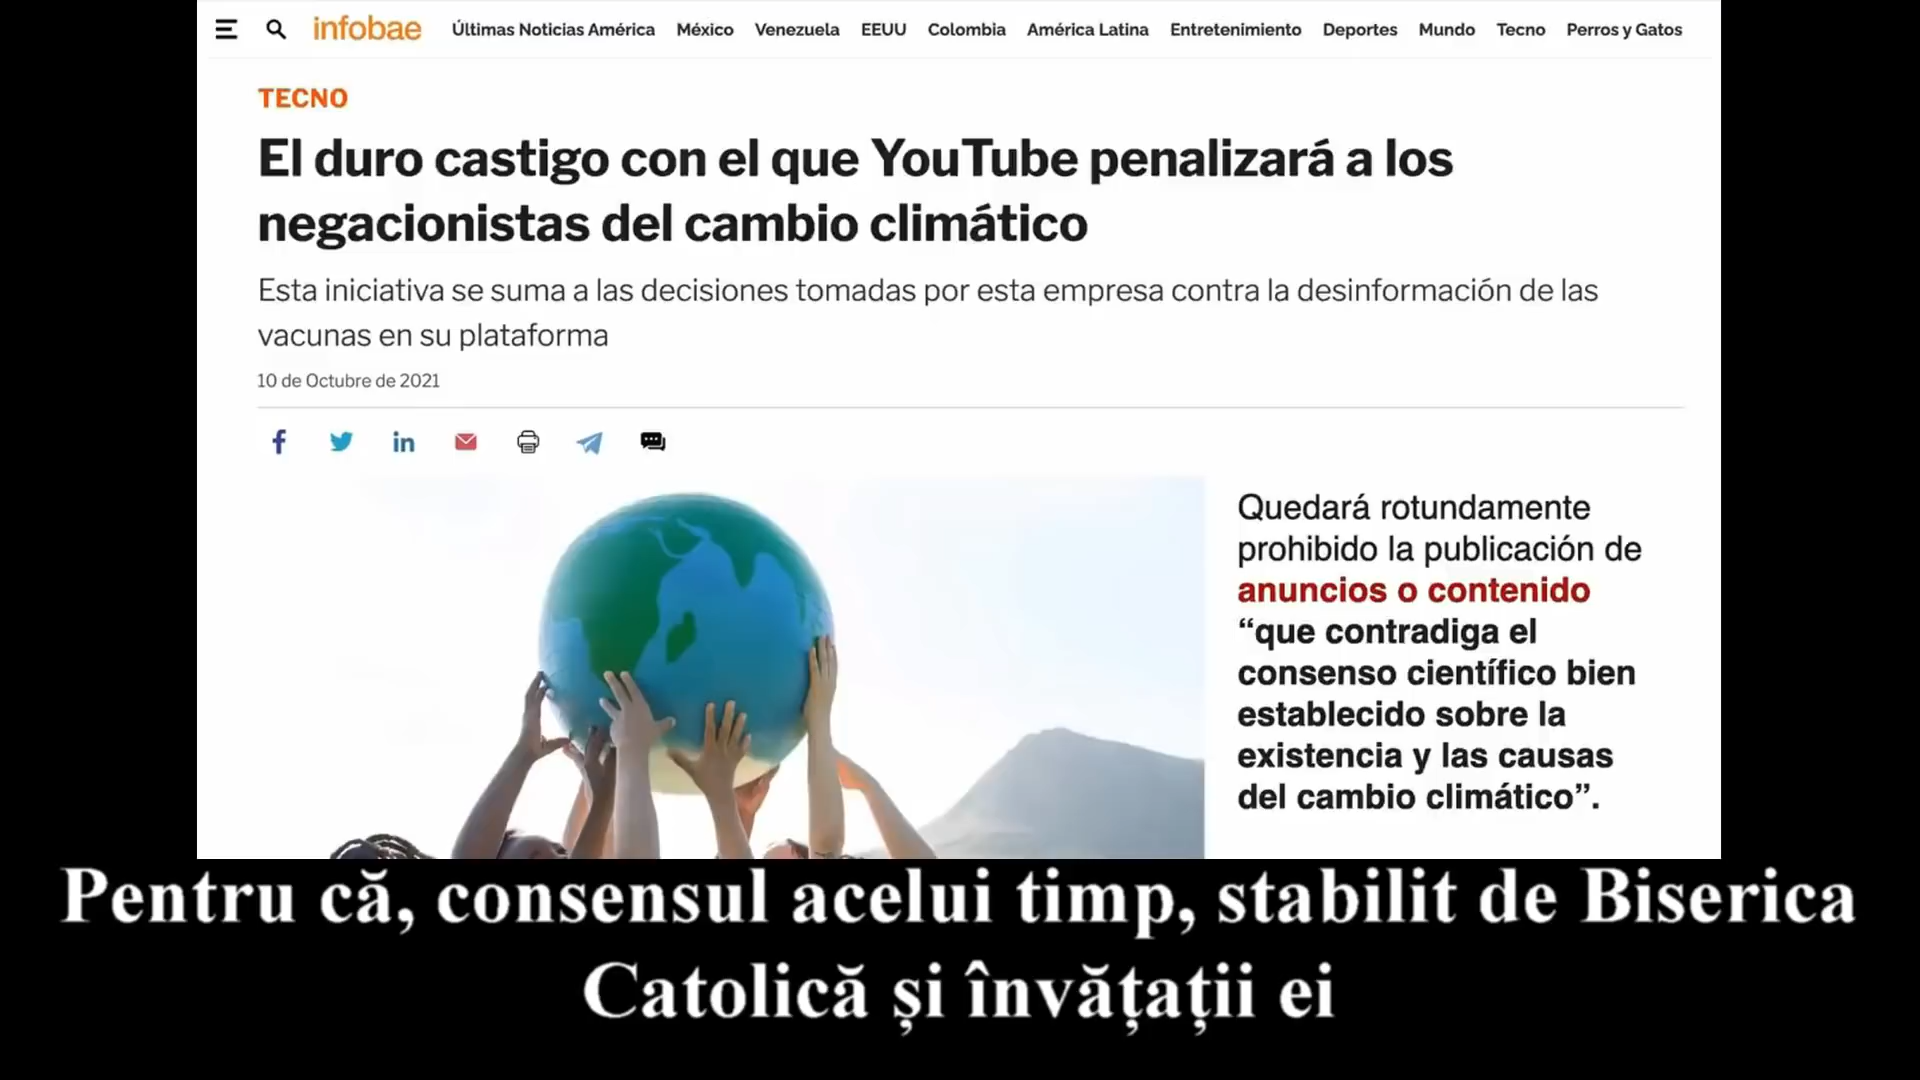 infobae Últimas Noticias América México Venezuela EEUU Colombia América Latina Entretenimiento Deportes Mundo Tecno Perros y Gatos
TECNO
El duro castigo con el que YouTube penalizará a los
negacionistas del cambio climático
Esta iniciativa se suma a las decisiones tomadas por esta empresa contra la desinformación de las
vacunas en su plataforma
10 de Octubre de 2021
Quedará rotundamente
prohibido la publicación de
anuncios o contenido
“que contradiga el
consenso científico bien
establecido sobre la
existencia y las causas
del cambio climático”.
Pentru că, consensul acelui timp, stabilit de Biserica
Catolică și învățații ei